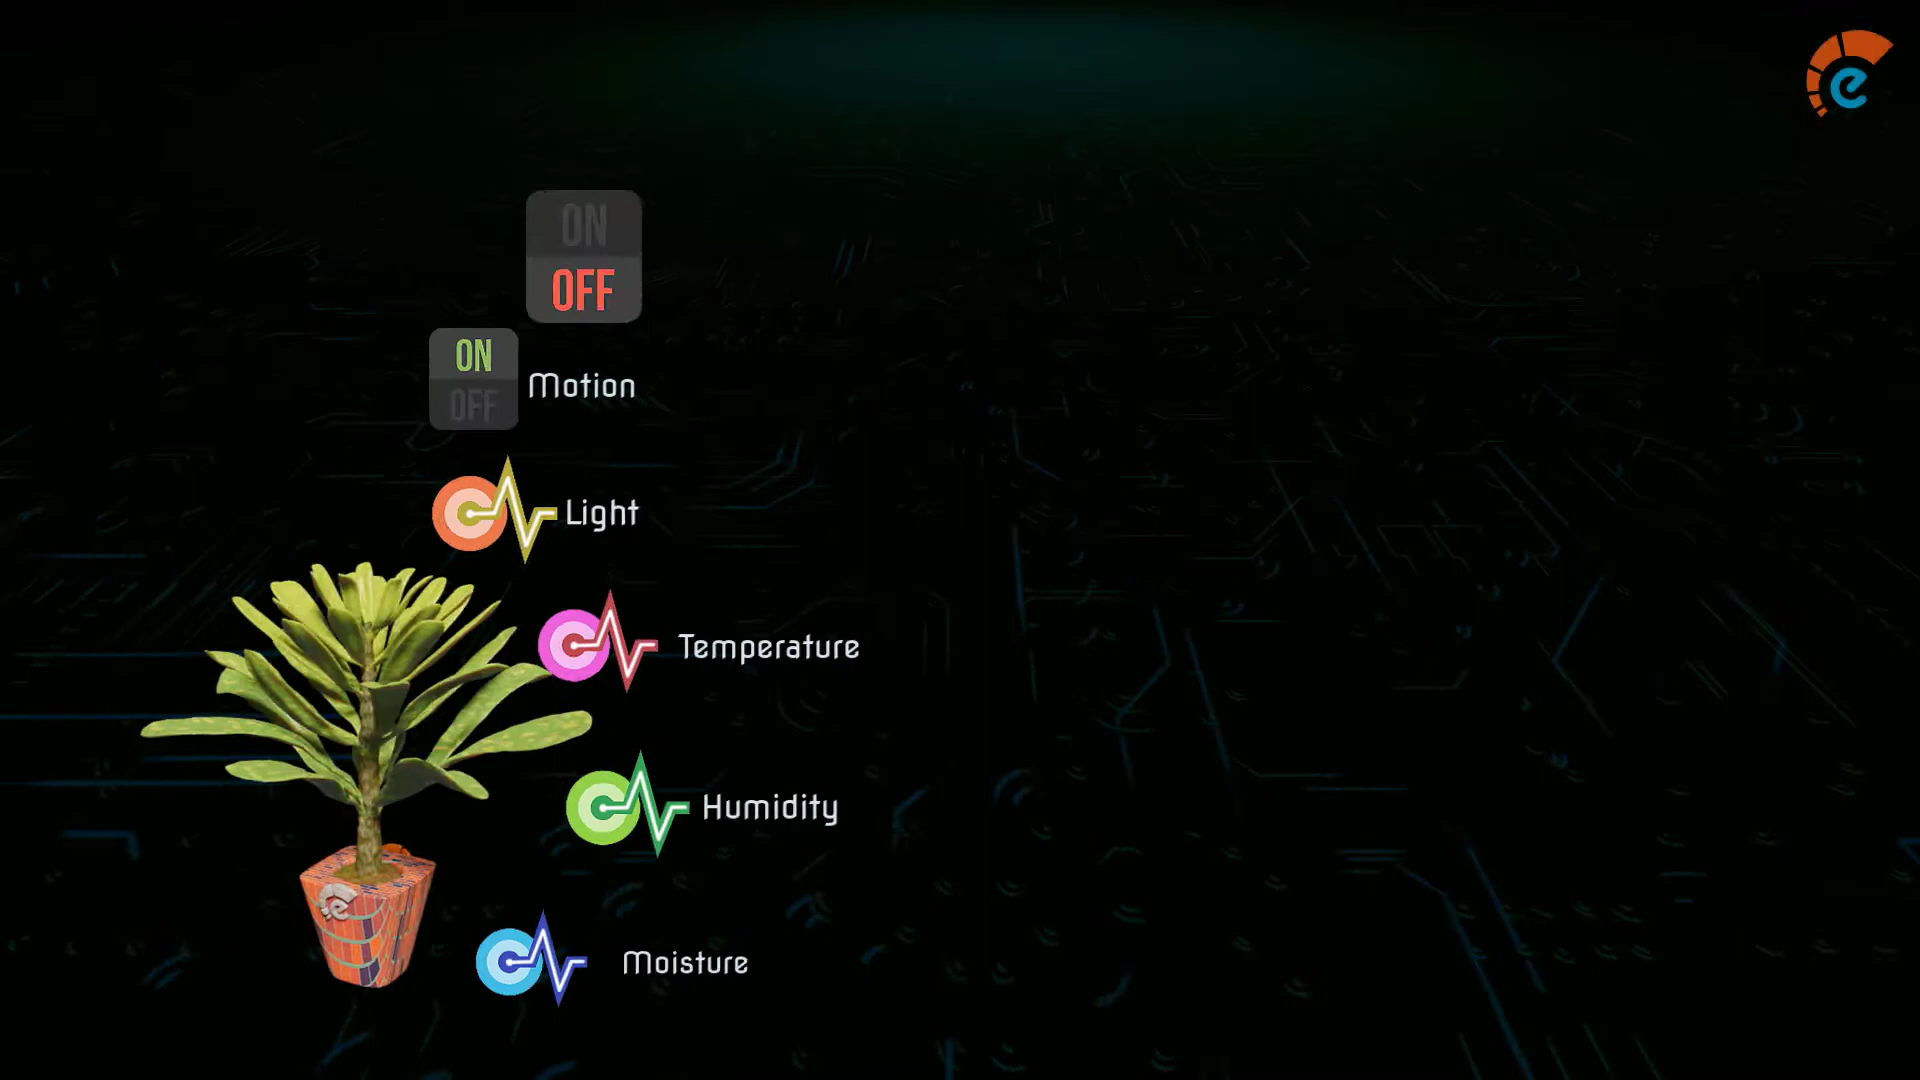 ON
OFF
ON
OFF
Motion
Light
Temperature
Humidity
Moisture
e
e